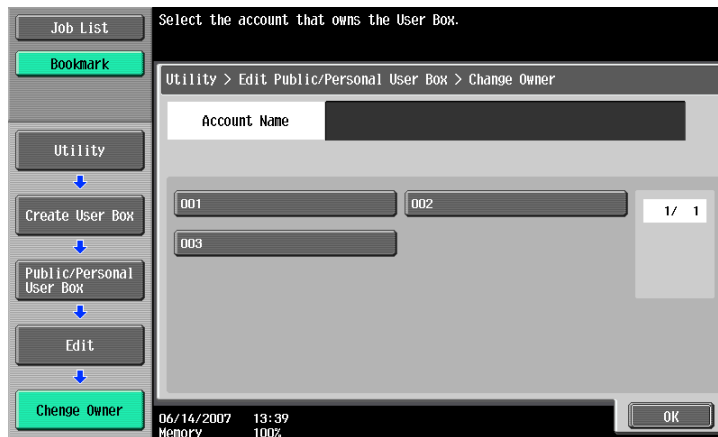 Job List
Bookmark
Utility
Create User Box
Public/Personal
User Box
Edit
Chenge Owner
Select the account that owns the User Box.
Utility > Edit Public/Personal User Box > Change Owner
Account Name
001
002
1/ 1
003
OK
06/14/2007 13:39
Memory 100%